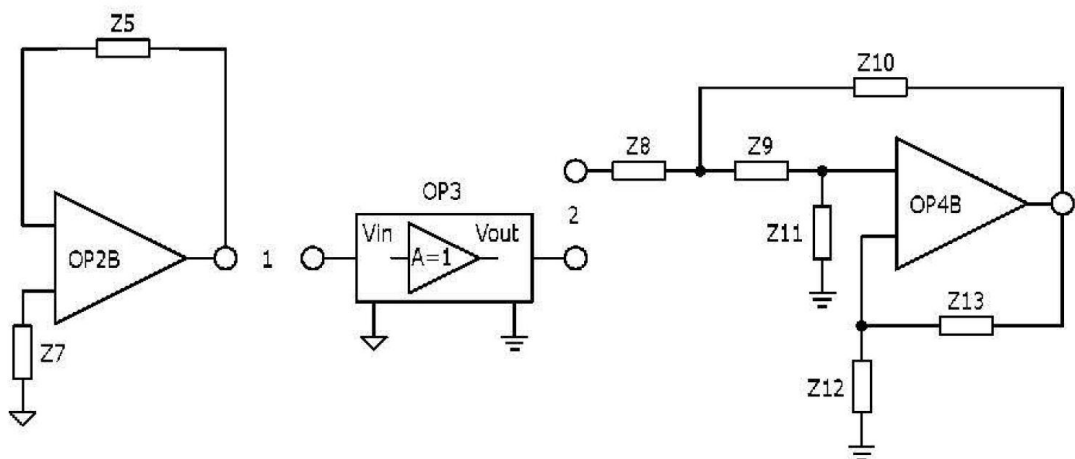 Z5
OP2B
Z7
1
OP3
Vin
A=1
Vout
2
Z8
Z9
Z10
Z11
OP4B
Z13
Z12